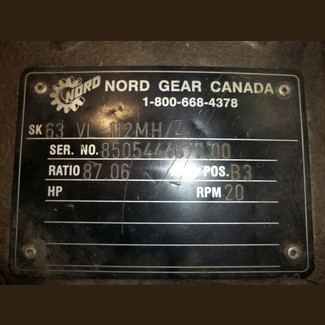 NORD NORD GEAR CANADA
1-800-668-4378
SK 63 VL 112MH/4
SER. NO.
RATIO 87.06 POS. B3
HP RPM 20